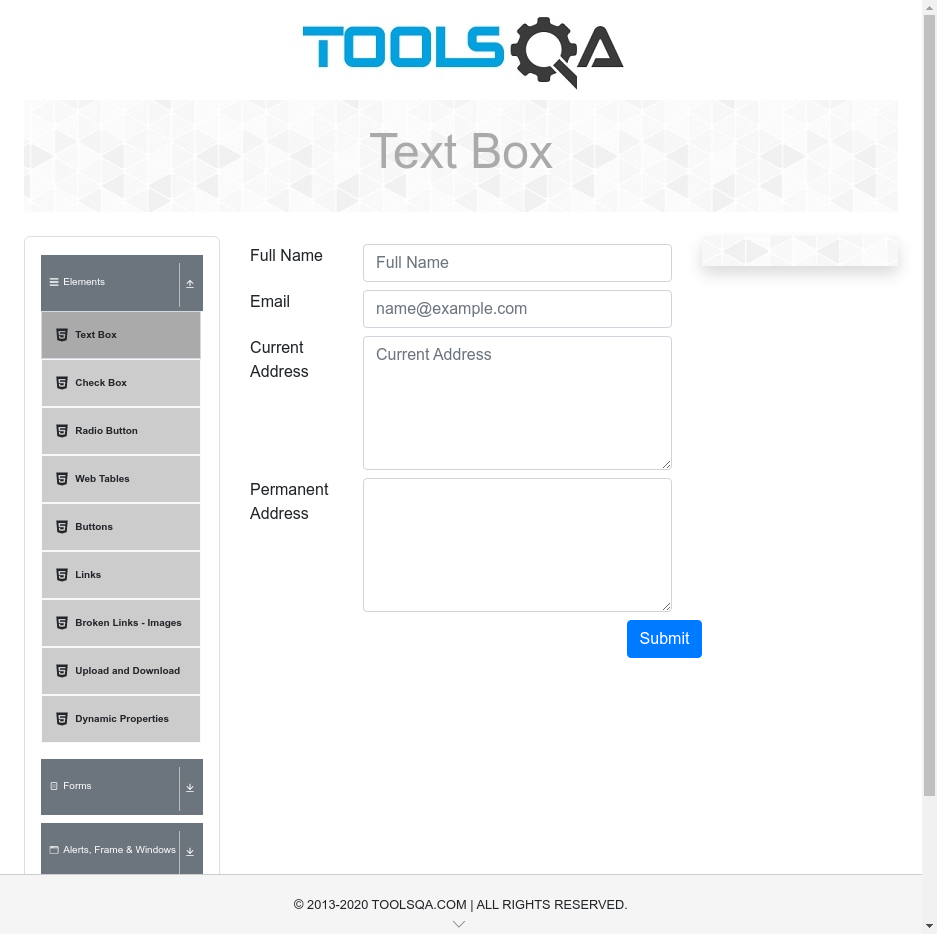 TOOLSQA
Text Box
Elements
Text Box
Check Box
Radio Button
Web Tables
Buttons
Links
Broken Links - Images
Upload and Download
Dynamic Properties
Forms
Alerts, Frame & Windows
Full Name
Full Name
Email
name@example.com
Current
Address
Current Address
Permanent
Address
Submit
© 2013-2020 TOOLSQA.COM | ALL RIGHTS RESERVED.